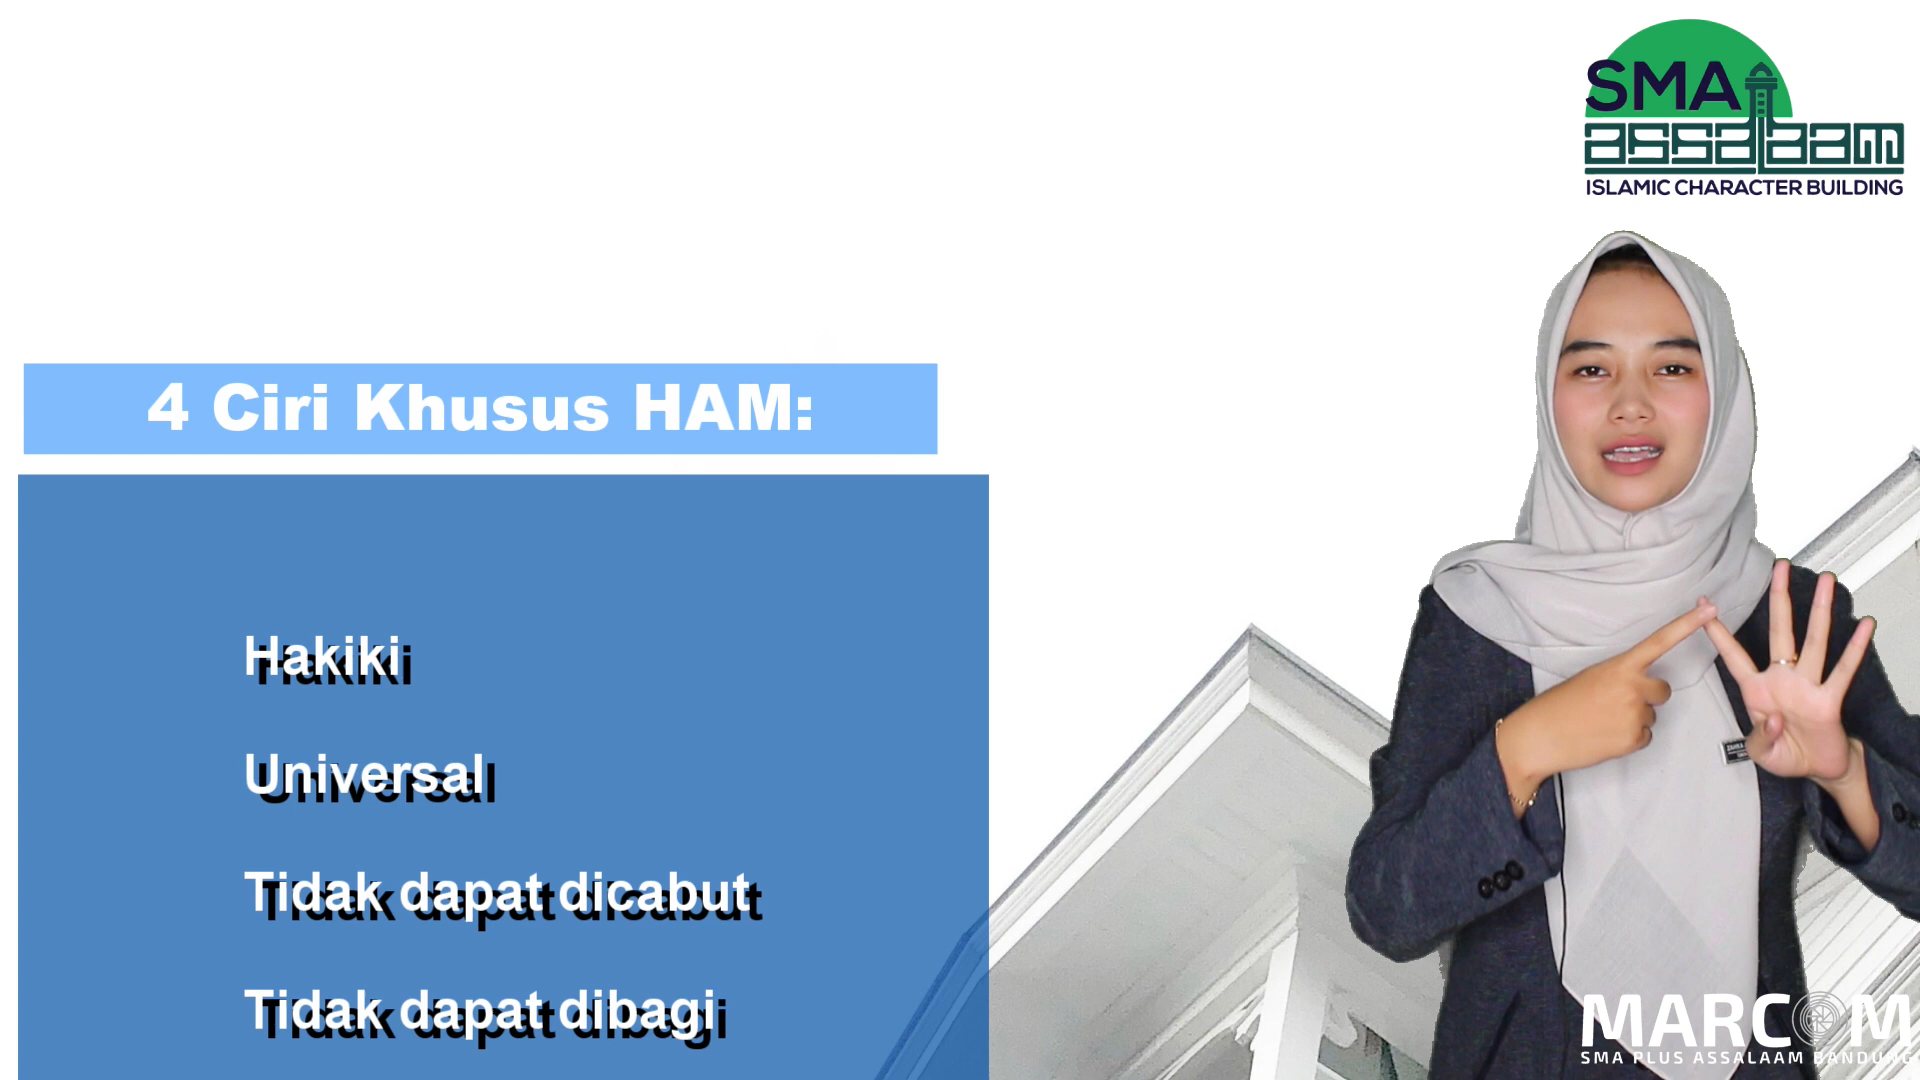 SMA
assalaam
ISLAMIC CHARACTER BUILDING
4 Ciri Khusus HAM:
Hakiki
Universal
Tidak dapat dicabut
Tidak dapat dibagi
MARCOM
SMA PLUS ASSALAAM BANDUNG